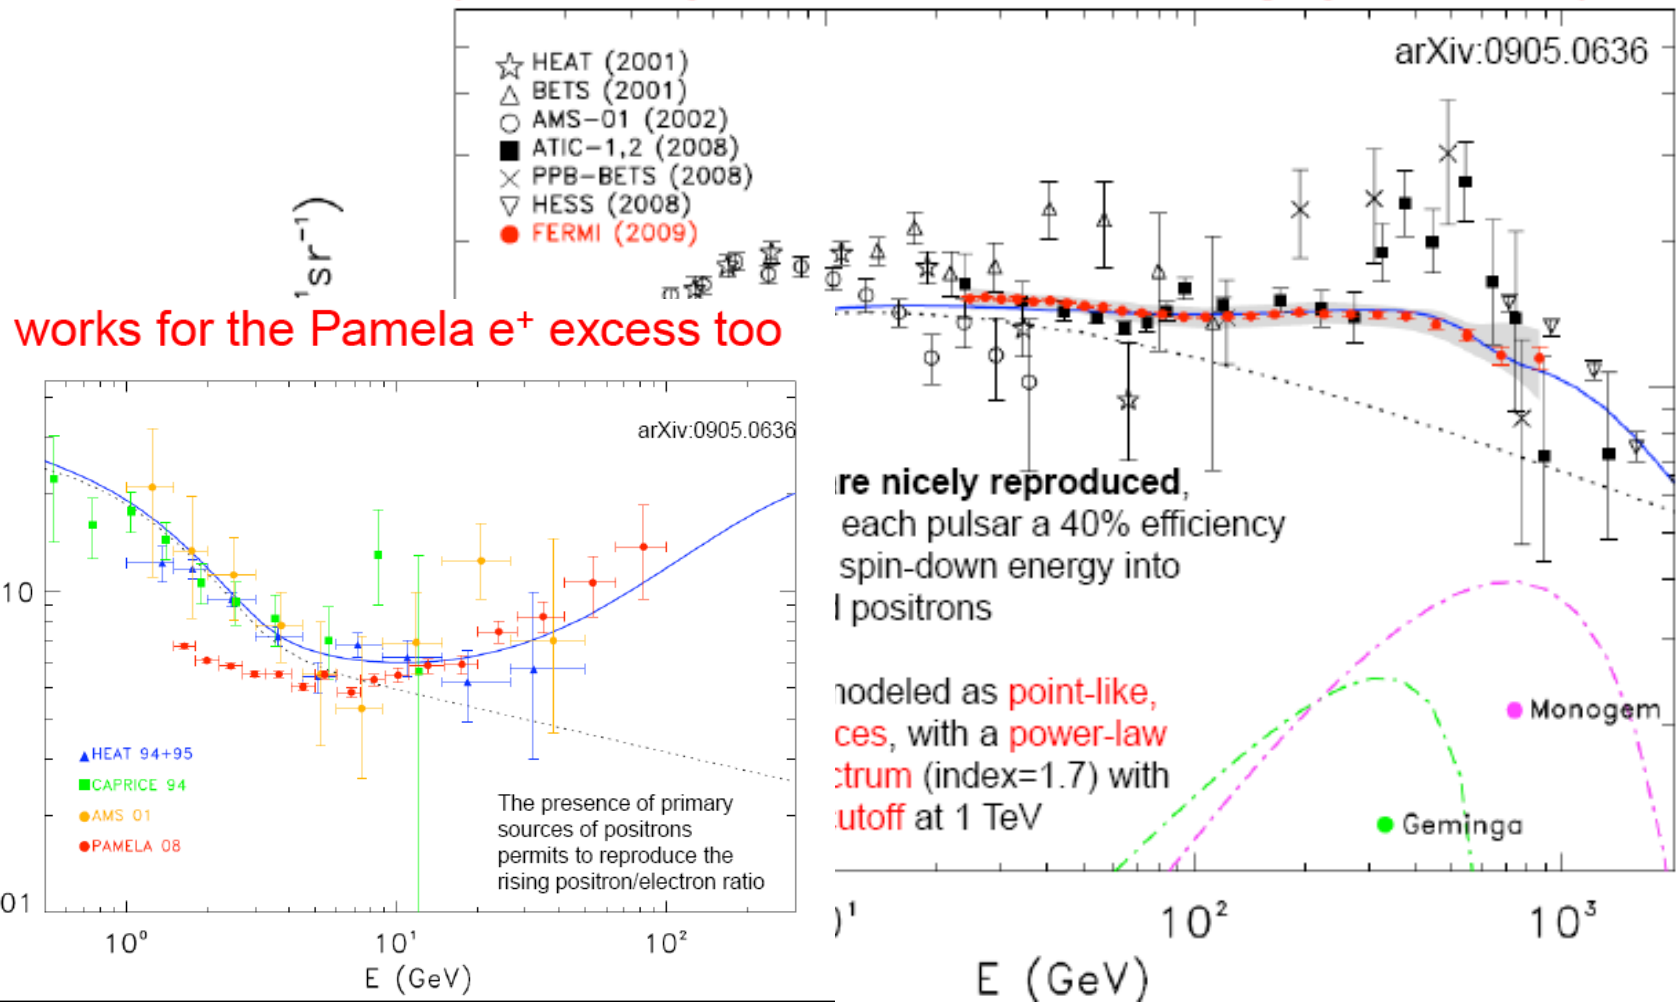 arXiv:0905.0636
HEAT (2001)
BETS (2001)
AMS-01 (2002)
ATIC-1,2 (2008)
PPB-BETS (2008)
HESS (2008)
FERMI (2009)
sr⁻¹)
works for the Pamela e⁺ excess too
arXiv:0905.0636
10
01
HEAT 94+95
CAPRICE 94
AMS 01
PAMELA 08
The presence of primary
sources of positrons
permits to reproduce the
rising positron/electron ratio
10⁰ 10¹ 10²
E (GeV)
re nicely reproduced,
each pulsar a 40% efficiency
spin-down energy into
positrons
modeled as point-like,
ces, with a power-law
ctrum (index=1.7) with
utoff at 1 TeV
Monogem
Geminga
10² 10³
E (GeV)